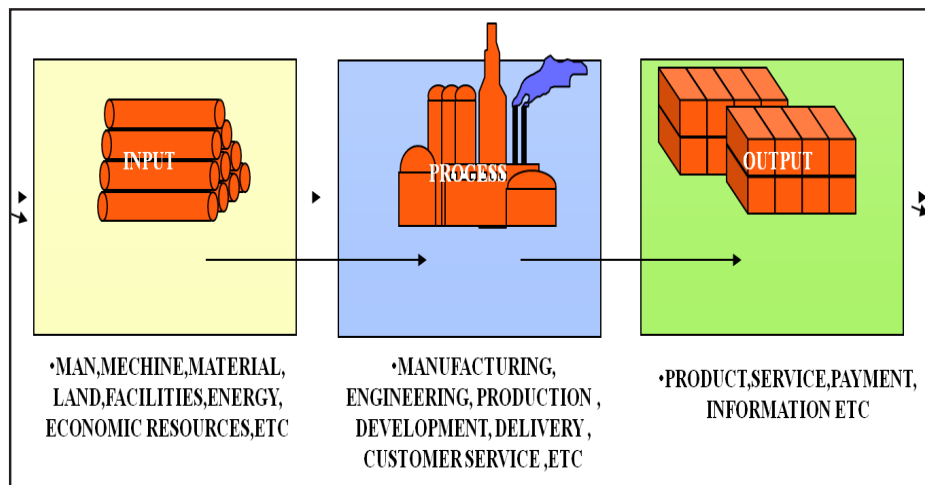 INPUT
PROCESS
OUTPUT
•MAN,MECHINE,MATERIAL,
LAND,FACILITIES,ENERGY,
ECONOMIC RESOURCES,ETC
•MANUFACTURING,
ENGINEERING, PRODUCTION ,
DEVELOPMENT, DELIVERY ,
CUSTOMER SERVICE ,ETC
•PRODUCT,SERVICE,PAYMENT,
INFORMATION ETC